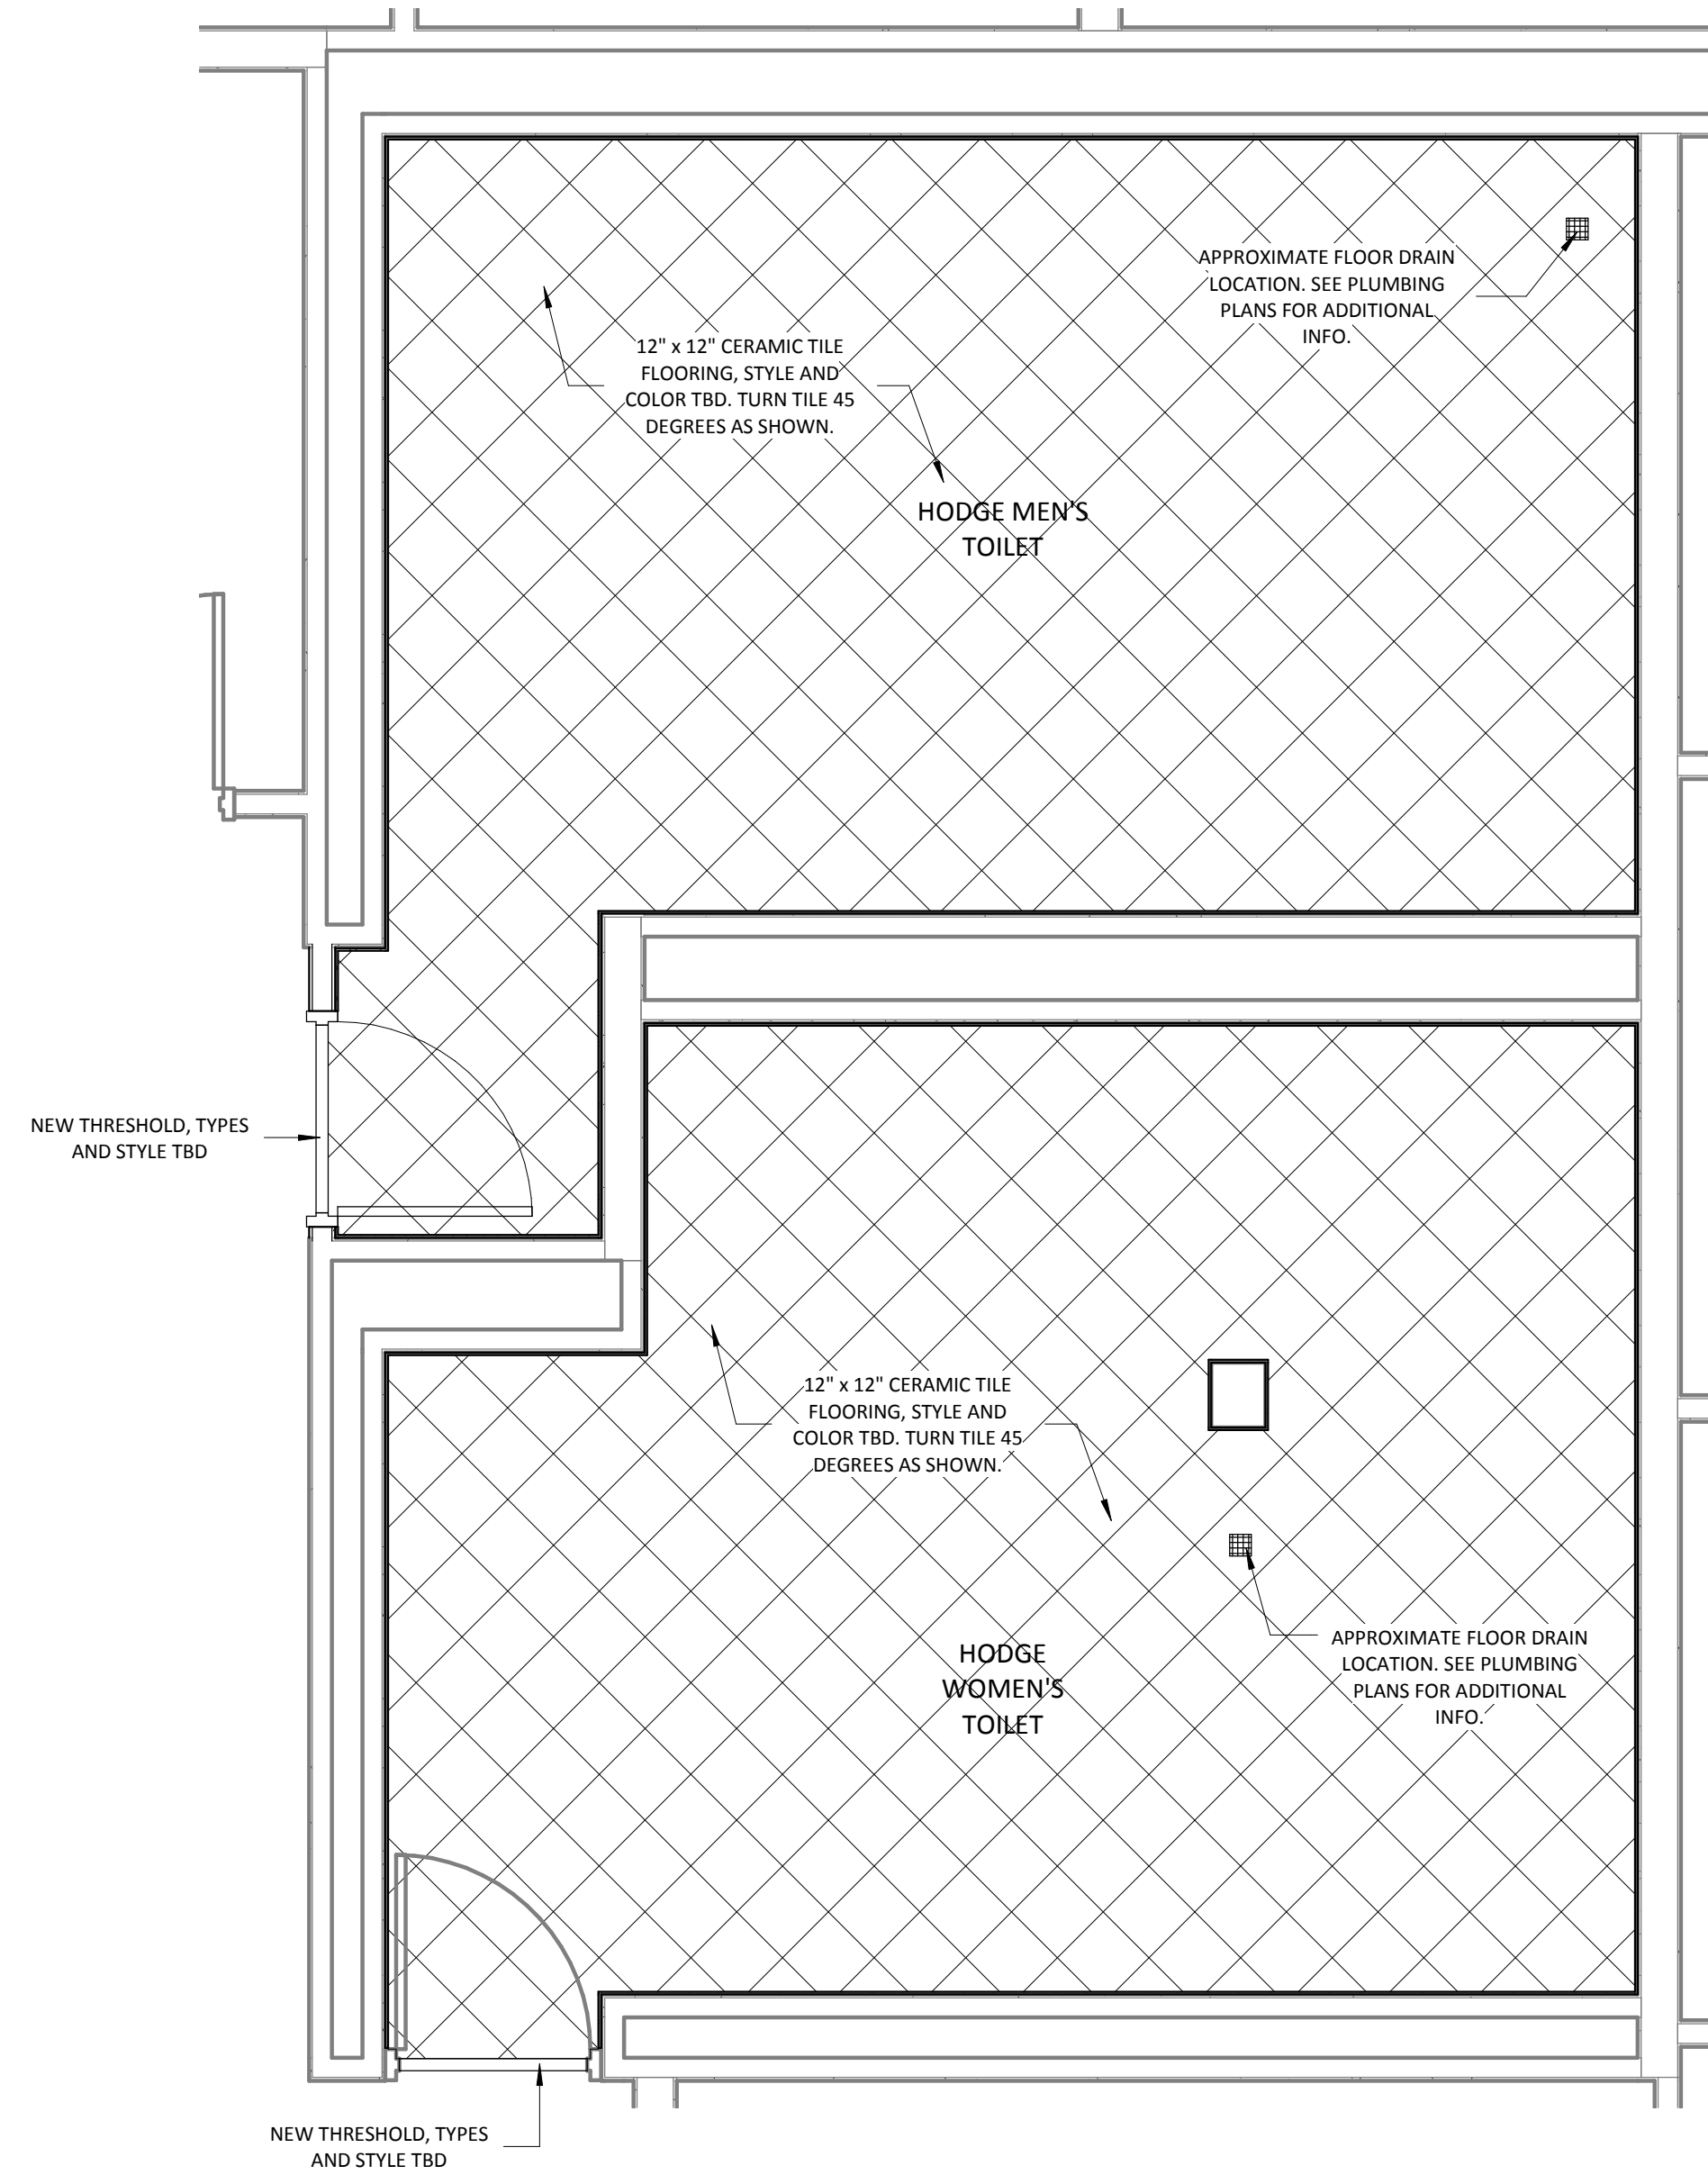 APPROXIMATE FLOOR DRAIN
LOCATION. SEE PLUMBING
PLANS FOR ADDITIONAL
INFO.
12" x 12" CERAMIC TILE
FLOORING, STYLE AND
COLOR TBD. TURN TILE 45
DEGREES AS SHOWN.
HODGE MEN'S
TOILET
NEW THRESHOLD, TYPES
AND STYLE TBD
12" x 12" CERAMIC TILE
FLOORING, STYLE AND
COLOR TBD. TURN TILE 45
DEGREES AS SHOWN.
APPROXIMATE FLOOR DRAIN
LOCATION. SEE PLUMBING
PLANS FOR ADDITIONAL
INFO.
HODGE
WOMEN'S
TOILET
NEW THRESHOLD, TYPES
AND STYLE TBD